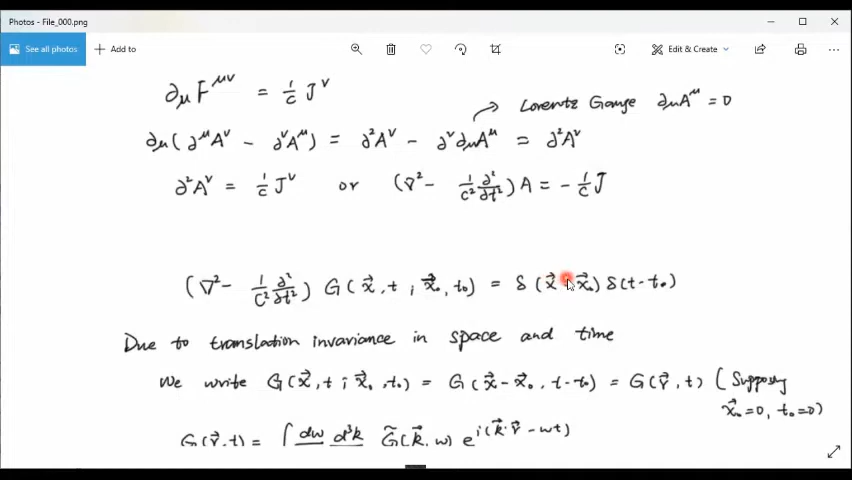 Photos - File_000.png
See all photos + Add to Edit & Create
∂μ F^μν = 1/c J^ν
→ Lorentz Gauge ∂μA^μ = 0
∂μ(∂^μ A^ν - ∂^ν A^μ) = ∂²A^ν - ∂^ν ∂μA^μ = ∂²A^ν
∂²A^ν = 1/c J^ν or (∇² - 1/c² ∂²/∂t²) A = - 1/c J
(∇² - 1/c² ∂²/∂t²) G(x⃗, t ; x⃗₀, t₀) = δ(x⃗ - x⃗₀) δ(t - t₀)
Due to translation invariance in space and time
We write G(x⃗, t ; x⃗₀, t₀) = G(x⃗ - x⃗₀, t - t₀) = G(r⃗, t) (Supposing
x⃗₀=0, t₀=0)
G(r⃗, t) = ∫ dω d³k G̃(k⃗, ω) e^i(k⃗·r⃗ - ωt)